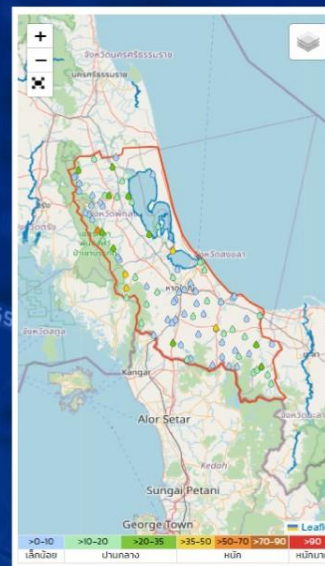 +
−
จังหวัดนครศรีธรรมราช
นครศรีธรรมราช
จังหวัดพัทลุง
จังหวัดสงขลา
หาดใหญ่
จังหวัดสตูล
Kangar
Alor Setar
Kedah
Sungai Petani
George Town
Leafl
>0-10 >10-20 >20-35 >35-50 >50-70 >70-90 >90
เล็กน้อย ปานกลาง หนัก หนักมาก